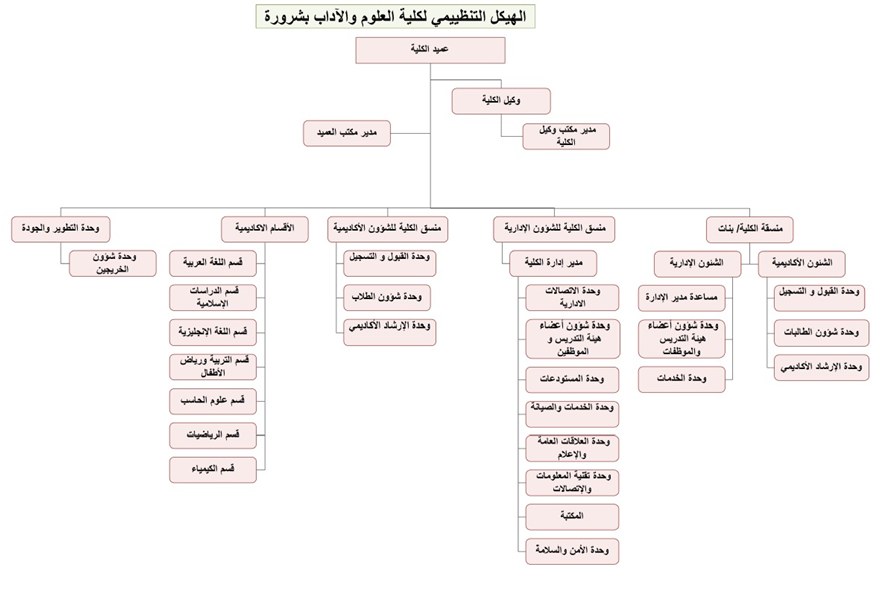 الهيكل التنظييمي لكلية العلوم والآداب بشرورة
عميد الكلية
وكيل الكلية
مدير مكتب وكيل
الكلية
مدير مكتب العميد
منسقة الكلية/ بنات
الشئون الأكاديمية
وحدة القبول و التسجيل
وحدة شؤون الطالبات
وحدة الإرشاد الأكاديمي
الشئون الإدارية
مساعدة مدير الإدارة
وحدة شؤون أعضاء
هيئة التدريس
والموظفات
وحدة الخدمات
منسق الكلية للشؤون الإدارية
مدير إدارة الكلية
وحدة الاتصالات
الادارية
وحدة شؤون أعضاء
هيئة التدريس و
الموظفين
وحدة المستودعات
وحدة الخدمات والصيانة
وحدة العلاقات العامة
والإعلام
وحدة تقنية المعلومات
والإتصالات
المكتبة
وحدة الأمن والسلامة
منسق الكلية للشؤون الأكاديمية
وحدة القبول و التسجيل
وحدة شؤون الطلاب
وحدة الإرشاد الأكاديمي
الأقسام الاكاديمية
قسم اللغة العربية
قسم الدراسات
الإسلامية
قسم اللغة الإنجليزية
قسم التربية ورياض
الأطفال
قسم علوم الحاسب
قسم الرياضيات
قسم الكيمياء
وحدة التطوير والجودة
وحدة شؤون
الخريجين